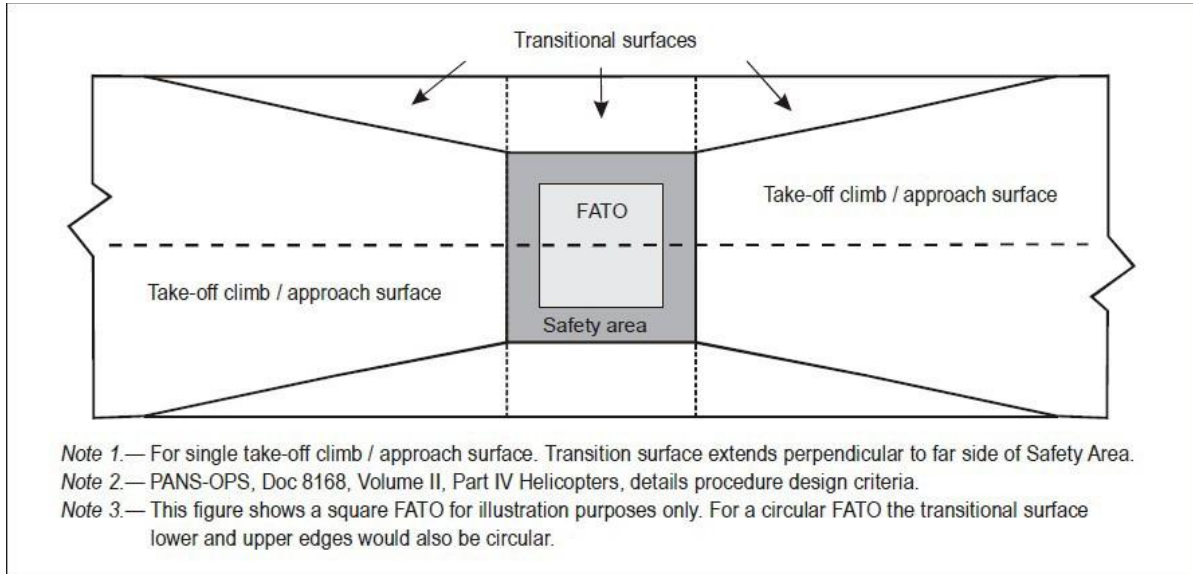 Transitional surfaces
FATO
Take-off climb / approach surface
Take-off climb / approach surface
Safety area
Note 1.— For single take-off climb / approach surface. Transition surface extends perpendicular to far side of Safety Area.
Note 2.— PANS-OPS, Doc 8168, Volume II, Part IV Helicopters, details procedure design criteria.
Note 3.— This figure shows a square FATO for illustration purposes only. For a circular FATO the transitional surface
lower and upper edges would also be circular.